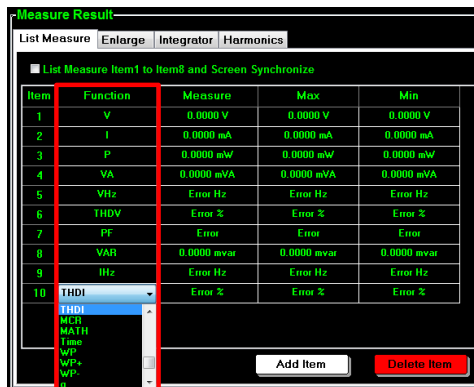 Measure Result
List Measure Enlarge Integrator Harmonics
List Measure Item1 to Item8 and Screen Synchronize
Item Function Measure Max Min
1 V 0.0000 V 0.0000 V 0.0000 V
2 I 0.0000 mA 0.0000 mA 0.0000 mA
3 P 0.0000 mW 0.0000 mW 0.0000 mW
4 VA 0.0000 mVA 0.0000 mVA 0.0000 mVA
5 VHz Error Hz Error Hz Error Hz
6 THDV Error % Error % Error %
7 PF Error Error Error
8 VAR 0.0000 mvar 0.0000 mvar 0.0000 mvar
9 IHz Error Hz Error Hz Error Hz
10 THDI Error % Error % Error %
THDI
MCR
MATH
Time
WP
WP+
WP-
Add Item Delete Item